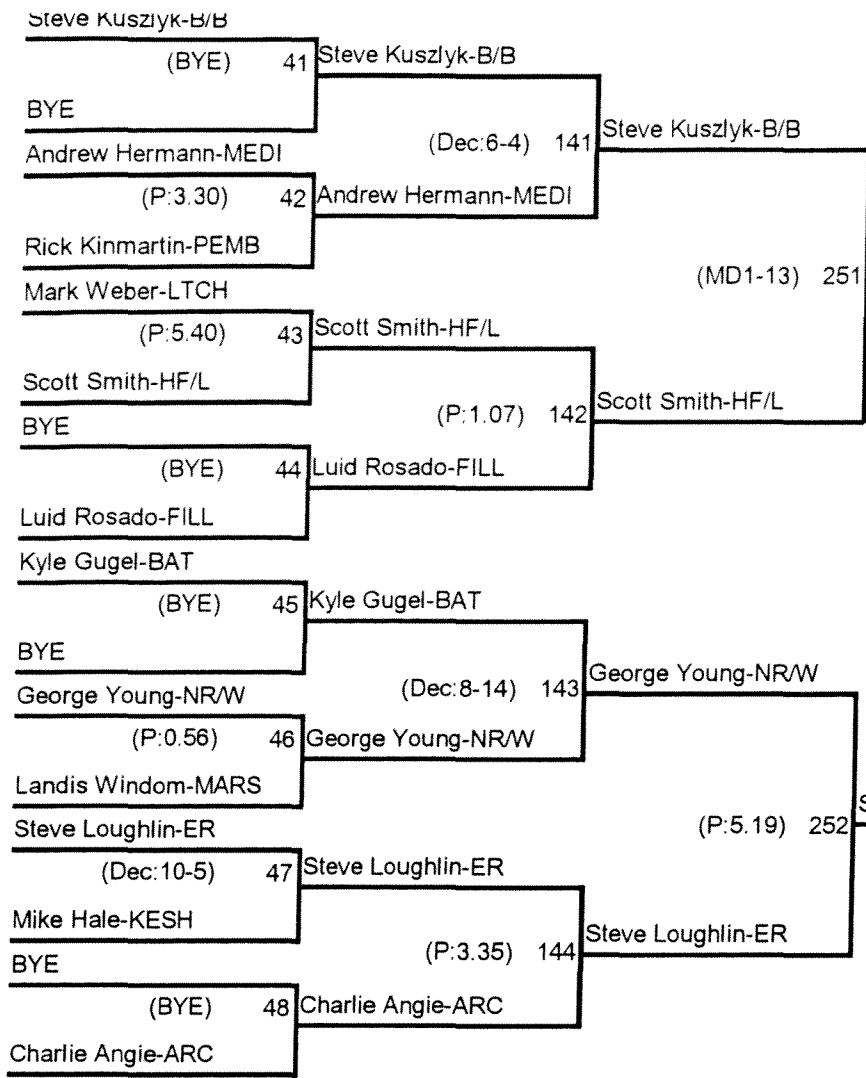 Steve Kuszlyk-B/B
(BYE) 41 Steve Kuszlyk-B/B
BYE
(Dec:6-4) 141 Steve Kuszlyk-B/B
Andrew Hermann-MEDI
(P:3.30) 42 Andrew Hermann-MEDI
Rick Kinmartin-PEMB
(MD1-13) 251
Mark Weber-LTCH
(P:5.40) 43 Scott Smith-HF/L
Scott Smith-HF/L
(P:1.07) 142 Scott Smith-HF/L
BYE
(BYE) 44 Luid Rosado-FILL
Luid Rosado-FILL
Kyle Gugel-BAT
(BYE) 45 Kyle Gugel-BAT
BYE
(Dec:8-14) 143 George Young-NR/W
George Young-NR/W
(P:0.56) 46 George Young-NR/W
Landis Windom-MARS
(P:5.19) 252 S
Steve Loughlin-ER
(Dec:10-5) 47 Steve Loughlin-ER
Mike Hale-KESH
(P:3.35) 144 Steve Loughlin-ER
BYE
(BYE) 48 Charlie Angie-ARC
Charlie Angie-ARC